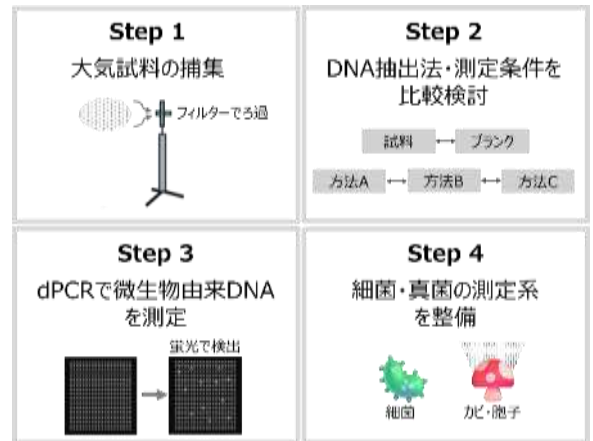 Step 1
大気試料の捕集
フィルターでろ過
Step 2
DNA抽出法・測定条件を
比較検討
試料
ブランク
方法A
方法B
方法C
Step 3
dPCRで微生物由来DNA
を測定
蛍光で検出
Step 4
細菌・真菌の測定系
を整備
細菌
カビ・胞子